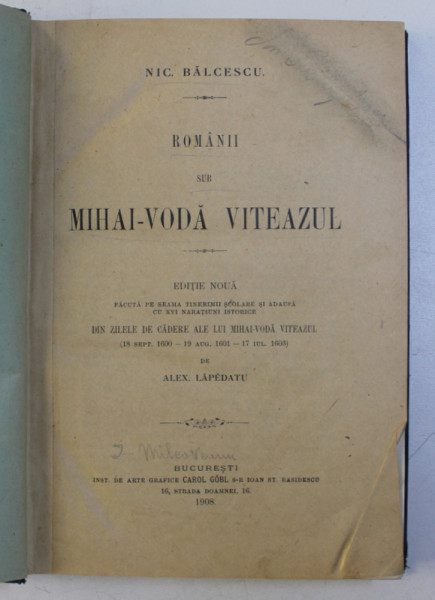 NIC. BĂLCESCU.
ROMÂNII
SUB
MIHAI-VODĂ VITEAZUL
EDIȚIE NOUĂ
FĂCUTĂ PE SEAMA TINERIMII ȘCOLARE ȘI ADAUPĂ
CU XVI NARAȚIUNI ISTORICE
DIN ZILELE DE CĂDERE ALE LUI MIHAI-VODĂ VITEAZUL
(18 SEPT. 1600 – 19 AUG. 1601 – 17 IUL. 1603)
DE
ALEX. LĂPĔDATU
BUCUREȘTI
INST. DE ARTE GRAFICE CAROL GÖBL S-R IOAN ST. RASIDESCU
16, STRADA DOAMNEI, 16.
1908.